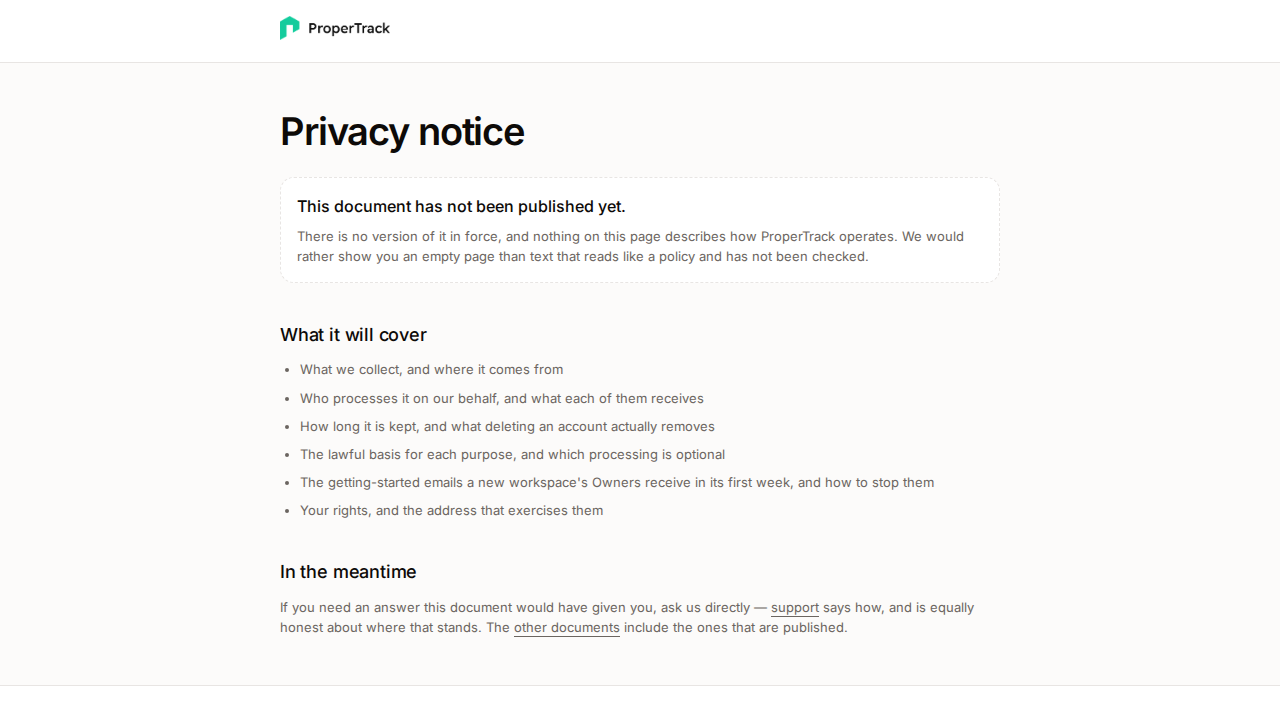 ProperTrack
Privacy notice
This document has not been published yet.
There is no version of it in force, and nothing on this page describes how ProperTrack operates. We would
rather show you an empty page than text that reads like a policy and has not been checked.
What it will cover
• What we collect, and where it comes from
• Who processes it on our behalf, and what each of them receives
• How long it is kept, and what deleting an account actually removes
• The lawful basis for each purpose, and which processing is optional
• The getting-started emails a new workspace's Owners receive in its first week, and how to stop them
• Your rights, and the address that exercises them
In the meantime
If you need an answer this document would have given you, ask us directly — support says how, and is equally
honest about where that stands. The other documents include the ones that are published.